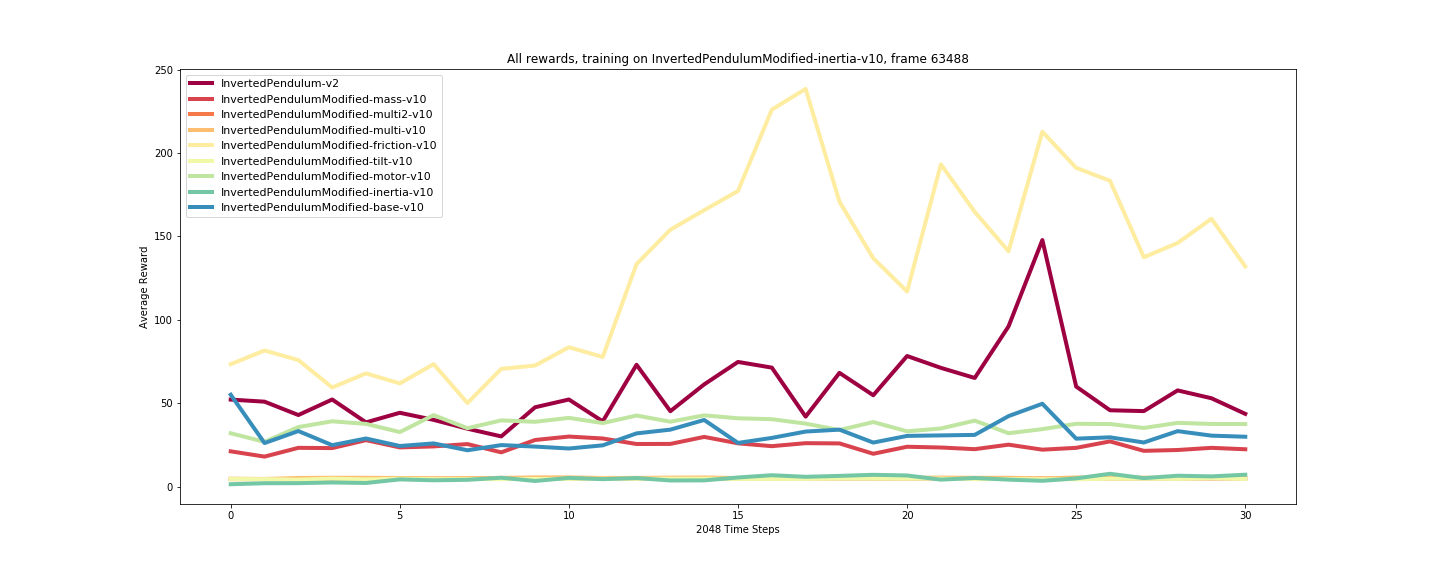 All rewards, training on InvertedPendulumModified-inertia-v10, frame 63488
250
200
150
100
50
0
Average Reward
InvertedPendulum-v2
InvertedPendulumModified-mass-v10
InvertedPendulumModified-multi2-v10
InvertedPendulumModified-multi-v10
InvertedPendulumModified-friction-v10
InvertedPendulumModified-tilt-v10
InvertedPendulumModified-motor-v10
InvertedPendulumModified-inertia-v10
InvertedPendulumModified-base-v10
0 5 10 15 20 25 30
2048 Time Steps